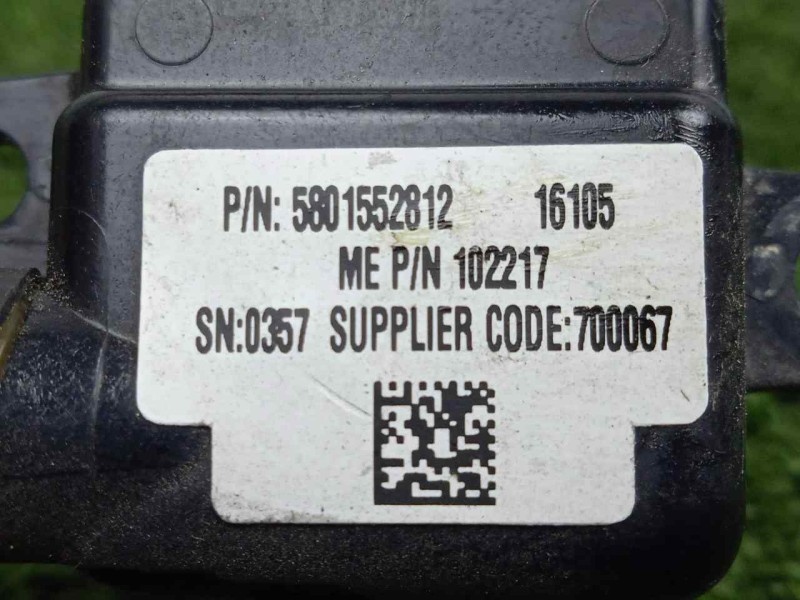 P/N: 5801552812 16105
ME P/N 102217
SN:0357 SUPPLIER CODE:700067